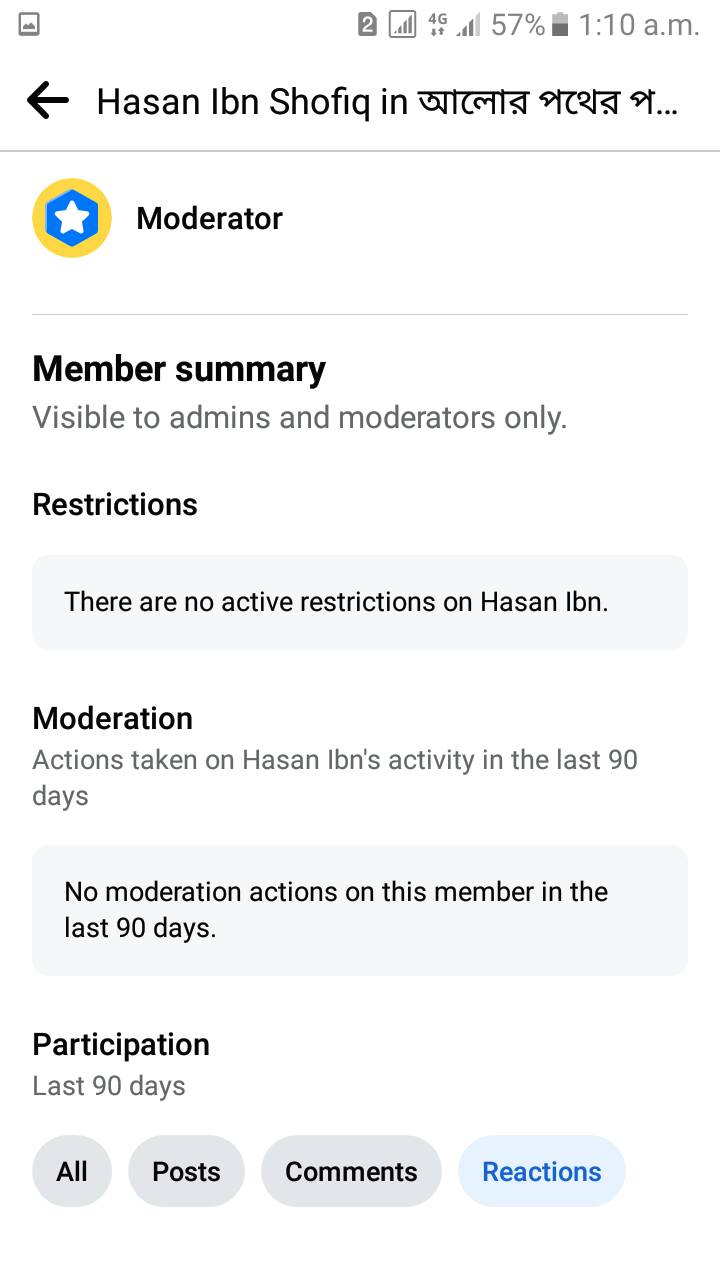 2 4G 57% 1:10 a.m.
Hasan Ibn Shofiq in আলোর পথের প...
Moderator
Member summary
Visible to admins and moderators only.
Restrictions
There are no active restrictions on Hasan Ibn.
Moderation
Actions taken on Hasan Ibn's activity in the last 90
days
No moderation actions on this member in the
last 90 days.
Participation
Last 90 days
All Posts Comments Reactions